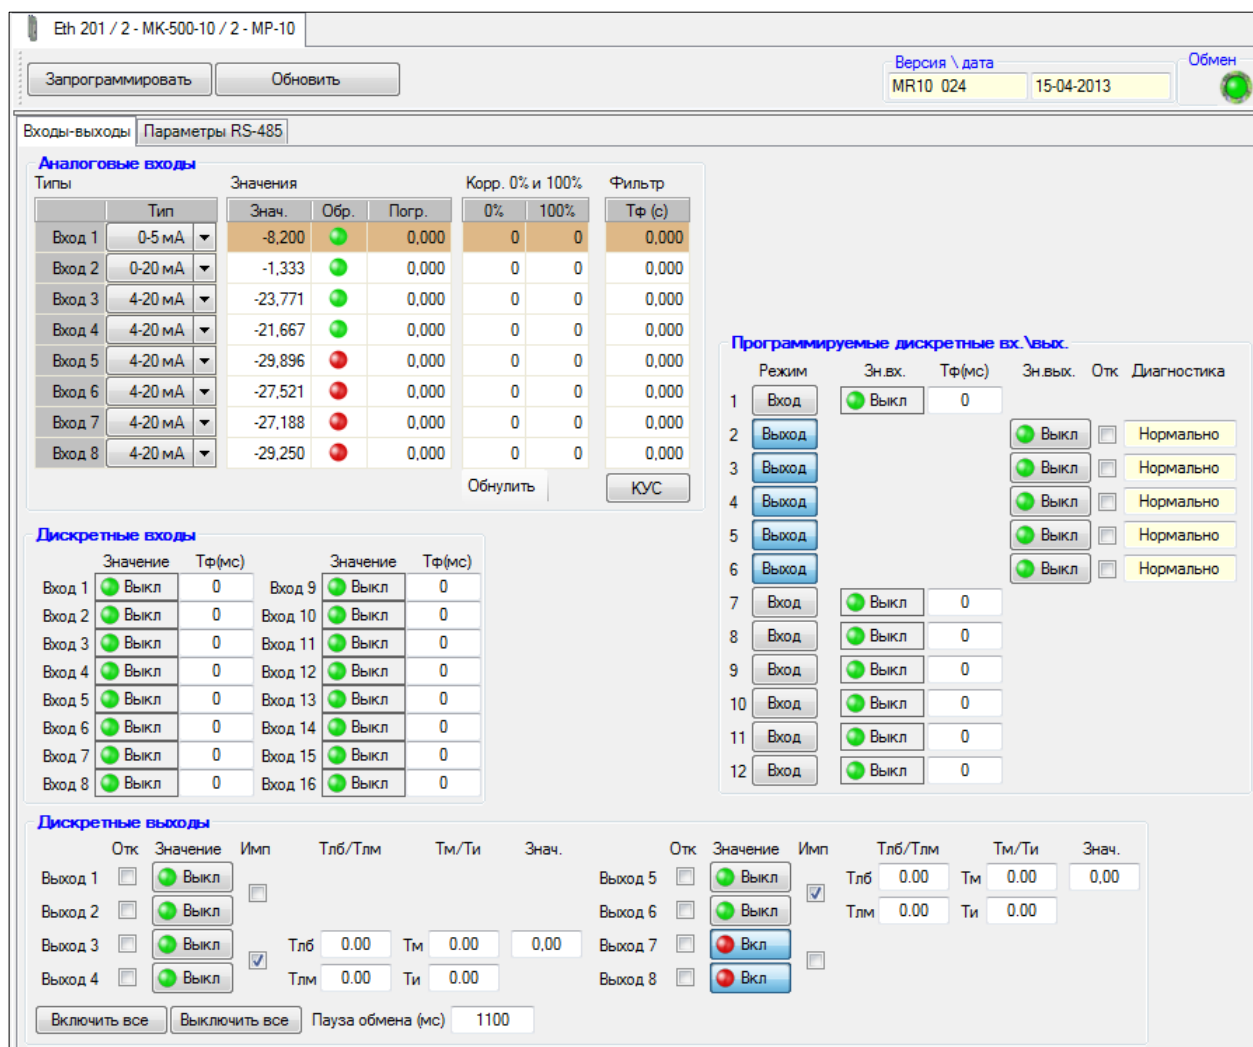 Eth 201 / 2 - МК-500-10 / 2 - МР-10
Запрограммировать Обновить
Версия \ дата Обмен
MR10 024 15-04-2013
Входы-выходы Параметры RS-485
Аналоговые входы
Типы Значения Корр. 0% и 100% Фильтр
Тип Знач. Обр. Погр. 0% 100% Тф (с)
Вход 1 0-5 мА -8,200 0,000 0 0 0,000
Вход 2 0-20 мА -1,333 0,000 0 0 0,000
Вход 3 4-20 мА -23,771 0,000 0 0 0,000
Вход 4 4-20 мА -21,667 0,000 0 0 0,000
Вход 5 4-20 мА -29,896 0,000 0 0 0,000
Вход 6 4-20 мА -27,521 0,000 0 0 0,000
Вход 7 4-20 мА -27,188 0,000 0 0 0,000
Вход 8 4-20 мА -29,250 0,000 0 0 0,000
Обнулить КУС
Программируемые дискретные вх.\вых.
Режим Зн.вх. Тф(мс) Зн.вых. Отк Диагностика
1 Вход Выкл 0
2 Выход Выкл Нормально
3 Выход Выкл Нормально
4 Выход Выкл Нормально
5 Выход Выкл Нормально
6 Выход Выкл Нормально
7 Вход Выкл 0
8 Вход Выкл 0
9 Вход Выкл 0
10 Вход Выкл 0
11 Вход Выкл 0
12 Вход Выкл 0
Дискретные входы
Значение Тф(мс) Значение Тф(мс)
Вход 1 Выкл 0 Вход 9 Выкл 0
Вход 2 Выкл 0 Вход 10 Выкл 0
Вход 3 Выкл 0 Вход 11 Выкл 0
Вход 4 Выкл 0 Вход 12 Выкл 0
Вход 5 Выкл 0 Вход 13 Выкл 0
Вход 6 Выкл 0 Вход 14 Выкл 0
Вход 7 Выкл 0 Вход 15 Выкл 0
Вход 8 Выкл 0 Вход 16 Выкл 0
Дискретные выходы
Отк Значение Имп Тлб/Тлм Тм/Ти Знач. Отк Значение Имп Тлб/Тлм Тм/Ти Знач.
Выход 1 Выкл Выход 5 Выкл Тлб 0.00 Тм 0.00 0,00
Выход 2 Выкл Выход 6 Выкл Тлм 0.00 Ти 0.00
Выход 3 Выкл Тлб 0.00 Тм 0.00 0,00 Выход 7 Вкл
Выход 4 Выкл Тлм 0.00 Ти 0.00 Выход 8 Вкл
Включить все Выключить все Пауза обмена (мс) 1100